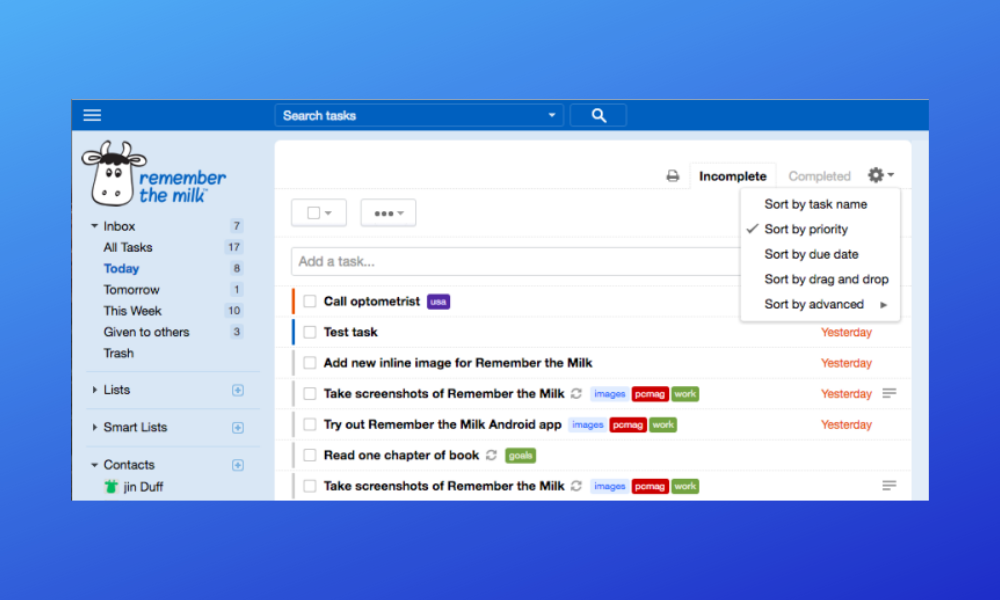 Search tasks
remember
the milk
Inbox 7
All Tasks 17
Today 8
Tomorrow 1
This Week 10
Given to others 3
Trash
Lists
Smart Lists
Contacts
jin Duff
Incomplete Completed
Sort by task name
Sort by priority
Sort by due date
Sort by drag and drop
Sort by advanced
Add a task...
Call optometrist usa
Test task Yesterday
Add new inline image for Remember the Milk Yesterday
Take screenshots of Remember the Milk images pcmag work Yesterday
Try out Remember the Milk Android app images pcmag work Yesterday
Read one chapter of book goals
Take screenshots of Remember the Milk images pcmag work